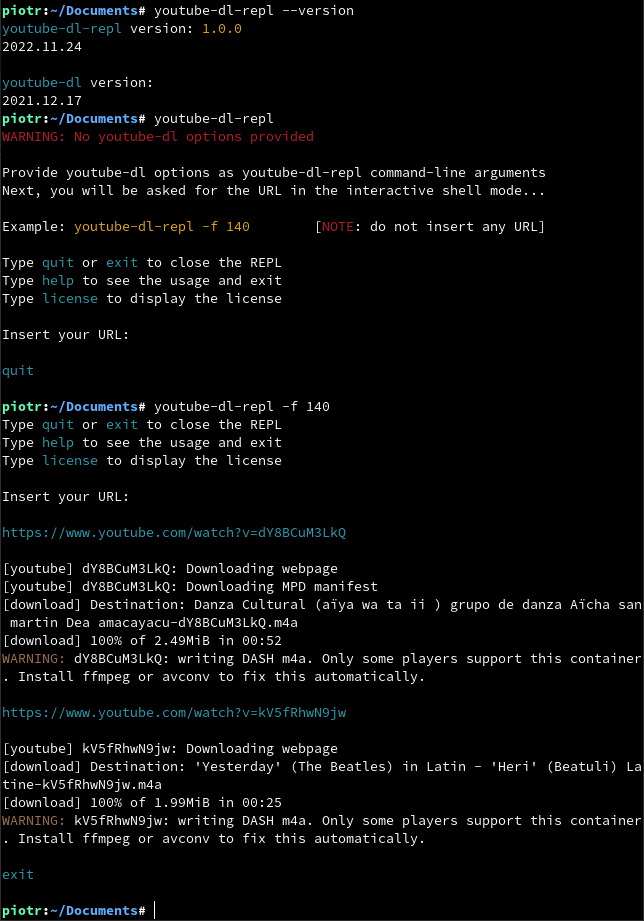 piotr:~/Documents# youtube-dl-repl --version
youtube-dl-repl version: 1.0.0
2022.11.24
youtube-dl version:
2021.12.17
piotr:~/Documents# youtube-dl-repl
WARNING: No youtube-dl options provided
Provide youtube-dl options as youtube-dl-repl command-line arguments
Next, you will be asked for the URL in the interactive shell mode...
Example: youtube-dl-repl -f 140        [NOTE: do not insert any URL]
Type quit or exit to close the REPL
Type help to see the usage and exit
Type license to display the license
Insert your URL:
quit
piotr:~/Documents# youtube-dl-repl -f 140
Type quit or exit to close the REPL
Type help to see the usage and exit
Type license to display the license
Insert your URL:
https://www.youtube.com/watch?v=dY8BCuM3LkQ
[youtube] dY8BCuM3LkQ: Downloading webpage
[youtube] dY8BCuM3LkQ: Downloading MPD manifest
[download] Destination: Danza Cultural (aïya wa ta ii ) grupo de danza Aïcha san
 martin Dea amacayacu-dY8BCuM3LkQ.m4a
[download] 100% of 2.49MiB in 00:52
WARNING: dY8BCuM3LkQ: writing DASH m4a. Only some players support this container
. Install ffmpeg or avconv to fix this automatically.
https://www.youtube.com/watch?v=kV5fRhwN9jw
[youtube] kV5fRhwN9jw: Downloading webpage
[download] Destination: 'Yesterday' (The Beatles) in Latin - 'Heri' (Beatuli) La
tine-kV5fRhwN9jw.m4a
[download] 100% of 1.99MiB in 00:25
WARNING: kV5fRhwN9jw: writing DASH m4a. Only some players support this container
. Install ffmpeg or avconv to fix this automatically.
exit
piotr:~/Documents#